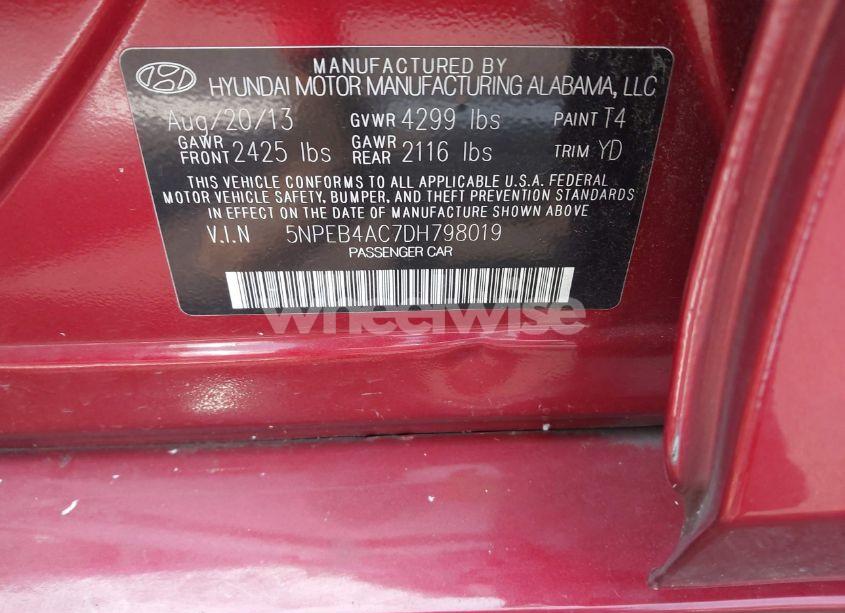 MANUFACTURED BY
HYUNDAI MOTOR MANUFACTURING ALABAMA, LLC
Aug/20/13 GVWR 4299 lbs PAINT T4
GAWR FRONT 2425 lbs GAWR REAR 2116 lbs TRIM YD
THIS VEHICLE CONFORMS TO ALL APPLICABLE U.S.A. FEDERAL
MOTOR VEHICLE SAFETY, BUMPER, AND THEFT PREVENTION STANDARDS
IN EFFECT ON THE DATE OF MANUFACTURE SHOWN ABOVE
V.I.N 5NPEB4AC7DH798019
PASSENGER CAR
wheelwise